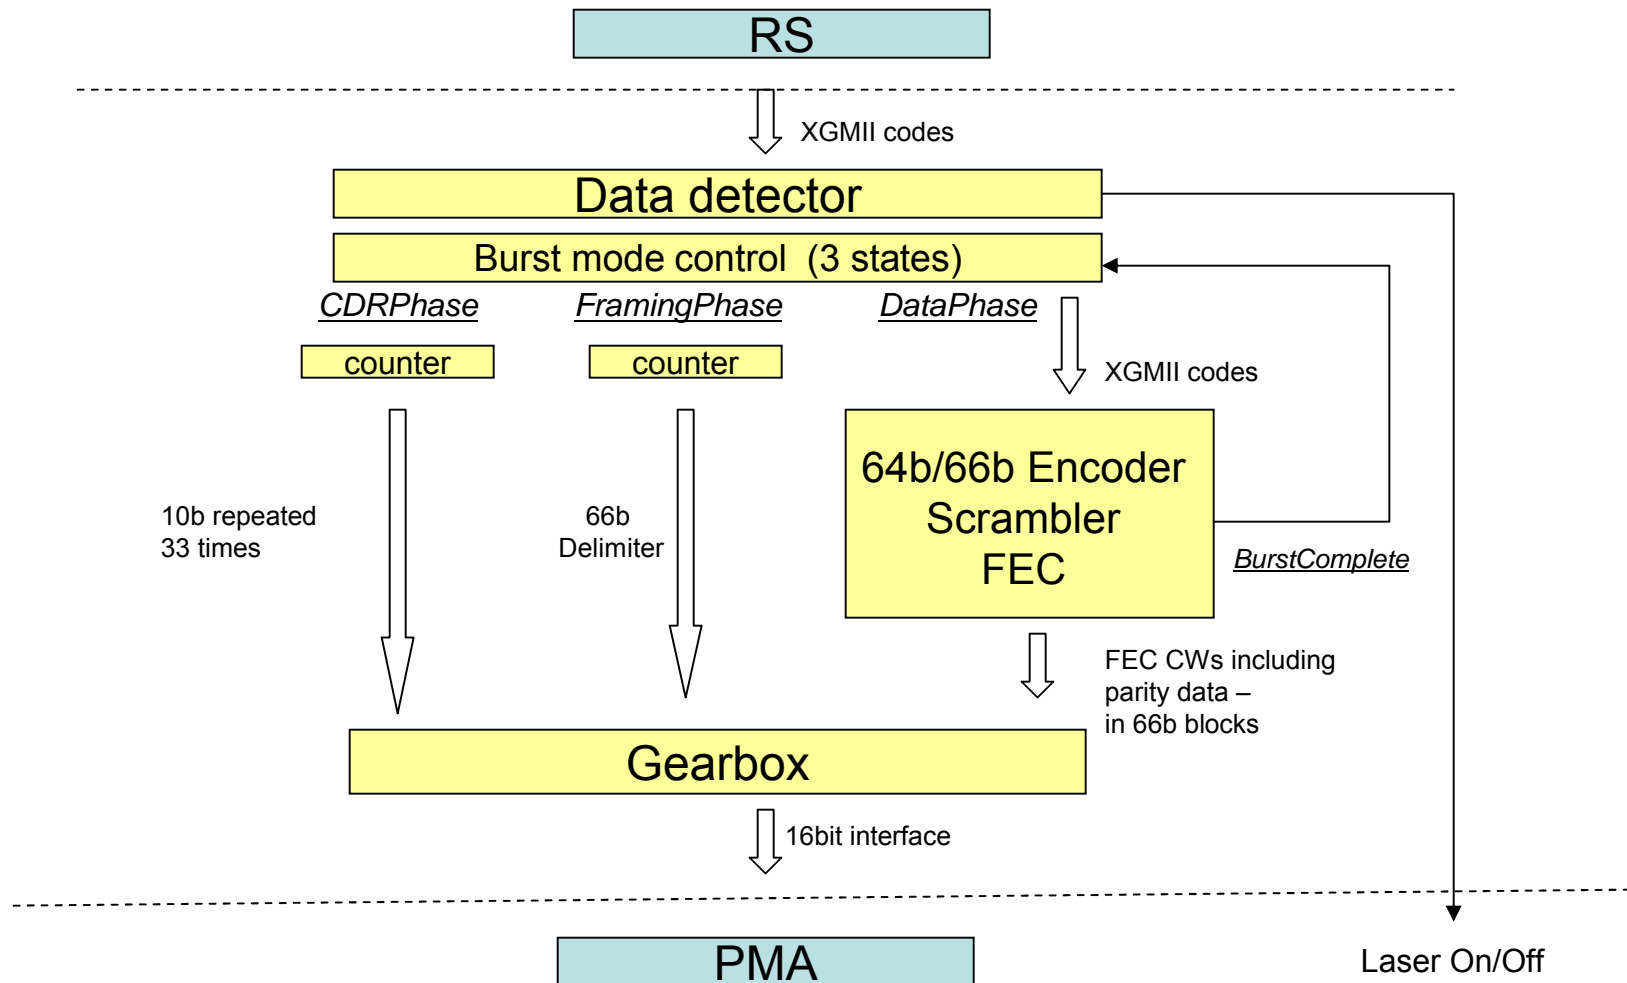 RS
XGMII codes
Data detector
Burst mode control (3 states)
CDRPhase
FramingPhase
DataPhase
counter
counter
XGMII codes
64b/66b Encoder
Scrambler
FEC
10b repeated
33 times
66b
Delimiter
BurstComplete
FEC CWs including
parity data –
in 66b blocks
Gearbox
16bit interface
PMA
Laser On/Off